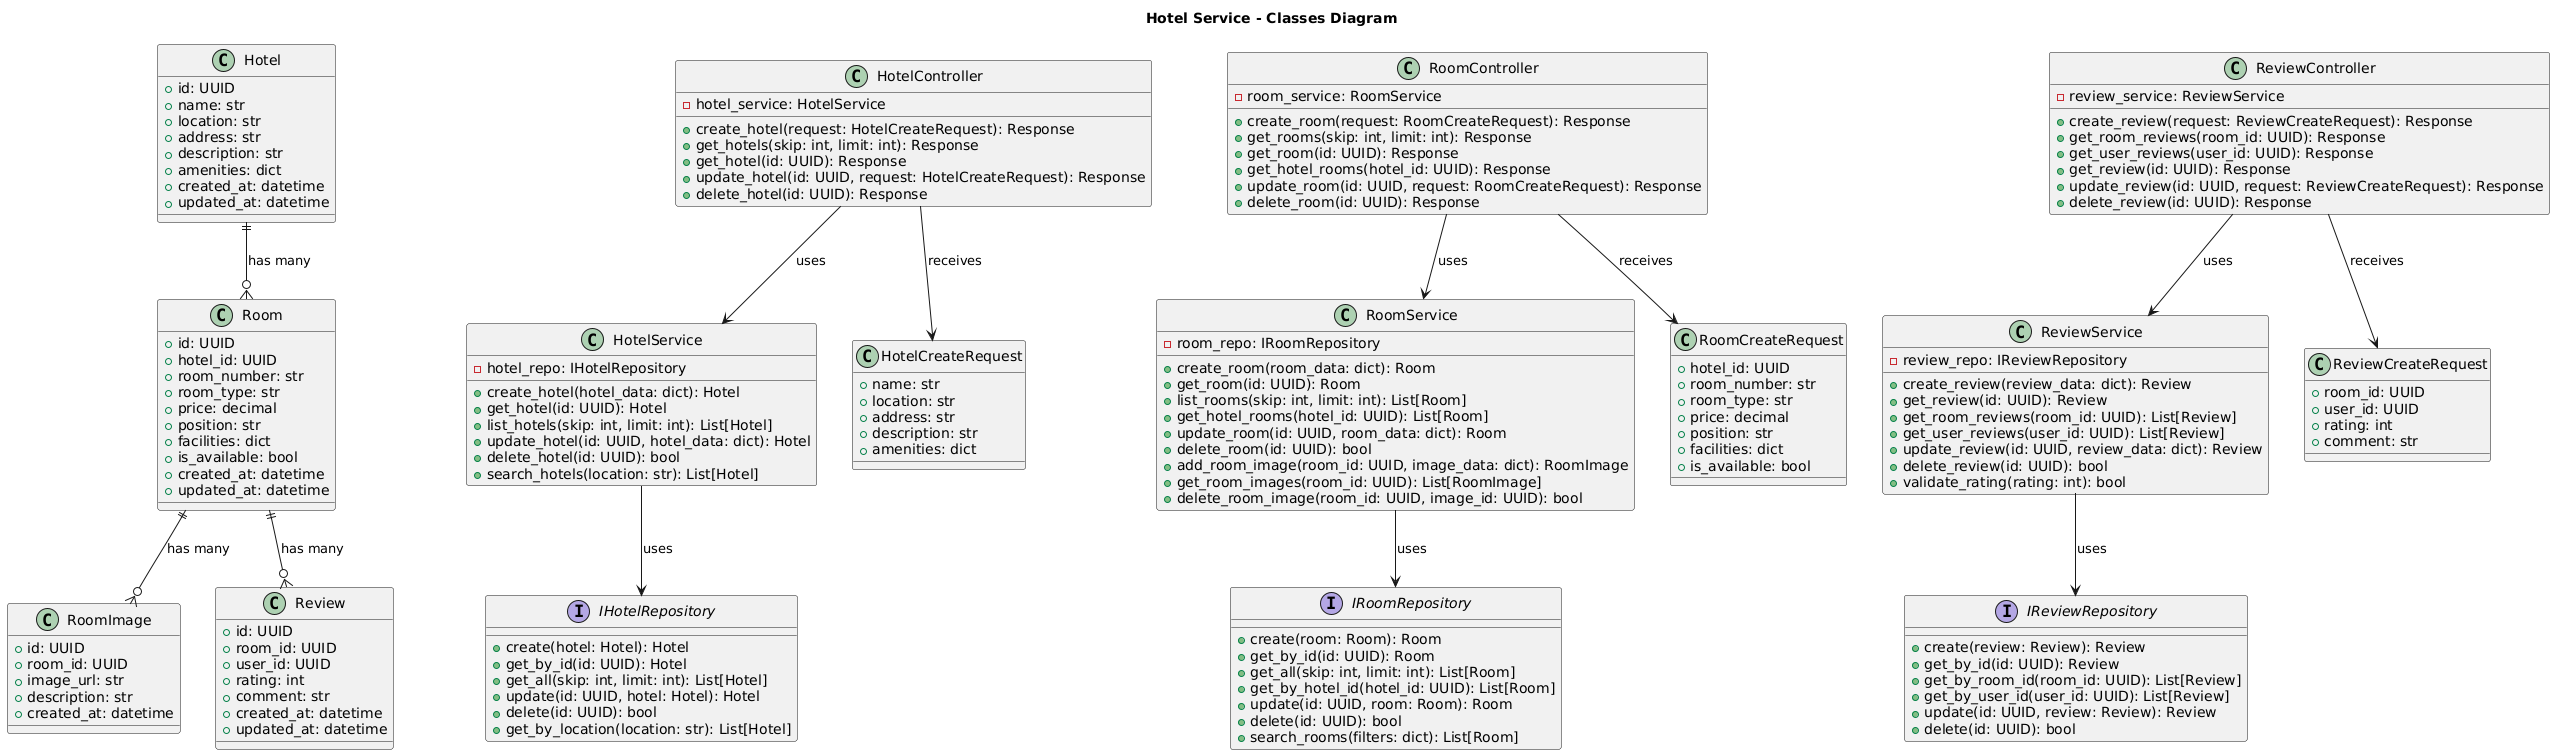 Hotel Service - Classes Diagram
C Hotel
id: UUID
name: str
location: str
address: str
description: str
amenities: dict
created_at: datetime
updated_at: datetime
has many
C Room
id: UUID
hotel_id: UUID
room_number: str
room_type: str
price: decimal
position: str
facilities: dict
is_available: bool
created_at: datetime
updated_at: datetime
has many
has many
C RoomImage
id: UUID
room_id: UUID
image_url: str
description: str
created_at: datetime
C Review
id: UUID
room_id: UUID
user_id: UUID
rating: int
comment: str
created_at: datetime
updated_at: datetime
C HotelController
hotel_service: HotelService
create_hotel(request: HotelCreateRequest): Response
get_hotels(skip: int, limit: int): Response
get_hotel(id: UUID): Response
update_hotel(id: UUID, request: HotelCreateRequest): Response
delete_hotel(id: UUID): Response
uses
receives
C HotelService
hotel_repo: IHotelRepository
create_hotel(hotel_data: dict): Hotel
get_hotel(id: UUID): Hotel
list_hotels(skip: int, limit: int): List[Hotel]
update_hotel(id: UUID, hotel_data: dict): Hotel
delete_hotel(id: UUID): bool
search_hotels(location: str): List[Hotel]
C HotelCreateRequest
name: str
location: str
address: str
description: str
amenities: dict
uses
I IHotelRepository
create(hotel: Hotel): Hotel
get_by_id(id: UUID): Hotel
get_all(skip: int, limit: int): List[Hotel]
update(id: UUID, hotel: Hotel): Hotel
delete(id: UUID): bool
get_by_location(location: str): List[Hotel]
C RoomController
room_service: RoomService
create_room(request: RoomCreateRequest): Response
get_rooms(skip: int, limit: int): Response
get_room(id: UUID): Response
get_hotel_rooms(hotel_id: UUID): Response
update_room(id: UUID, request: RoomCreateRequest): Response
delete_room(id: UUID): Response
uses
receives
C RoomService
room_repo: IRoomRepository
create_room(room_data: dict): Room
get_room(id: UUID): Room
list_rooms(skip: int, limit: int): List[Room]
get_hotel_rooms(hotel_id: UUID): List[Room]
update_room(id: UUID, room_data: dict): Room
delete_room(id: UUID): bool
add_room_image(room_id: UUID, image_data: dict): RoomImage
get_room_images(room_id: UUID): List[RoomImage]
delete_room_image(room_id: UUID, image_id: UUID): bool
C RoomCreateRequest
hotel_id: UUID
room_number: str
room_type: str
price: decimal
position: str
facilities: dict
is_available: bool
uses
I IRoomRepository
create(room: Room): Room
get_by_id(id: UUID): Room
get_all(skip: int, limit: int): List[Room]
get_by_hotel_id(hotel_id: UUID): List[Room]
update(id: UUID, room: Room): Room
delete(id: UUID): bool
search_rooms(filters: dict): List[Room]
C ReviewController
review_service: ReviewService
create_review(request: ReviewCreateRequest): Response
get_room_reviews(room_id: UUID): Response
get_user_reviews(user_id: UUID): Response
get_review(id: UUID): Response
update_review(id: UUID, request: ReviewCreateRequest): Response
delete_review(id: UUID): Response
uses
receives
C ReviewService
review_repo: IReviewRepository
create_review(review_data: dict): Review
get_review(id: UUID): Review
get_room_reviews(room_id: UUID): List[Review]
get_user_reviews(user_id: UUID): List[Review]
update_review(id: UUID, review_data: dict): Review
delete_review(id: UUID): bool
validate_rating(rating: int): bool
C ReviewCreateRequest
room_id: UUID
user_id: UUID
rating: int
comment: str
uses
I IReviewRepository
create(review: Review): Review
get_by_id(id: UUID): Review
get_by_room_id(room_id: UUID): List[Review]
get_by_user_id(user_id: UUID): List[Review]
update(id: UUID, review: Review): Review
delete(id: UUID): bool